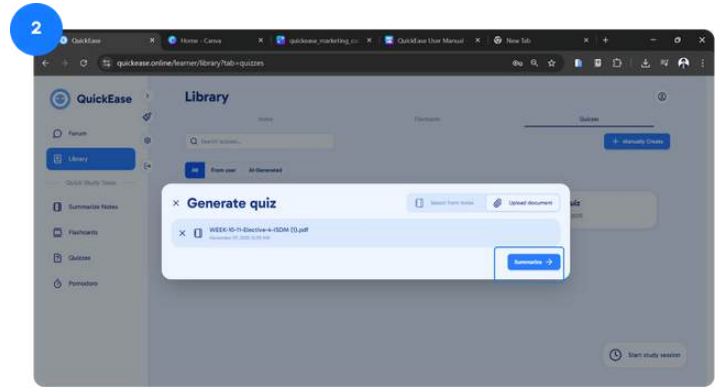 2
QuickEase
Home - Canva
quickease_marketing_co
QuickEase User Manual
New Tab
quickease.online/learner/library?tab=quizzes
QuickEase
Library
Notes
Flashcards
Quizzes
Forum
Search quizzes...
+ Manually Create
Library
All
From user
AI-Generated
Quick Study Tools
Generate quiz
Select from notes
Upload document
Summarize Notes
WEEK-10-11-Elective-4-ISDM (1).pdf
Flashcards
Summarize
Quizzes
Pomodoro
Start study session